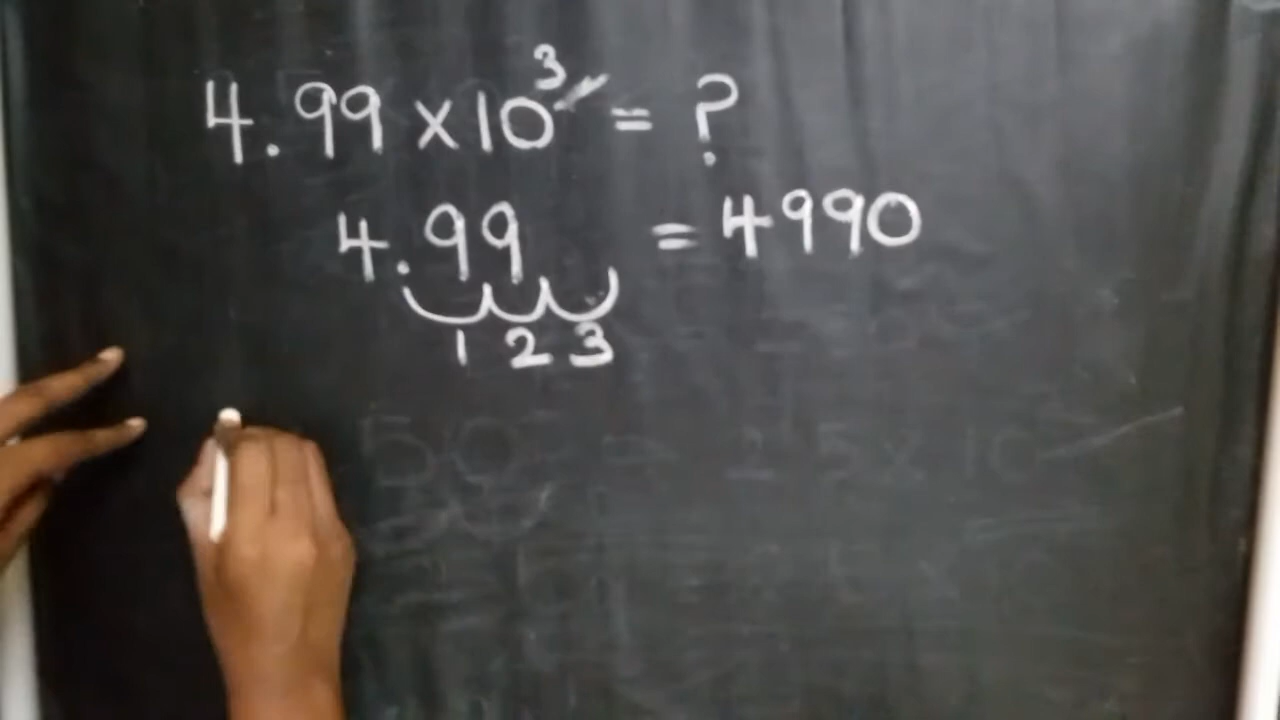 4.99 x 10³ = ?
4.99 = 4990
1 2 3